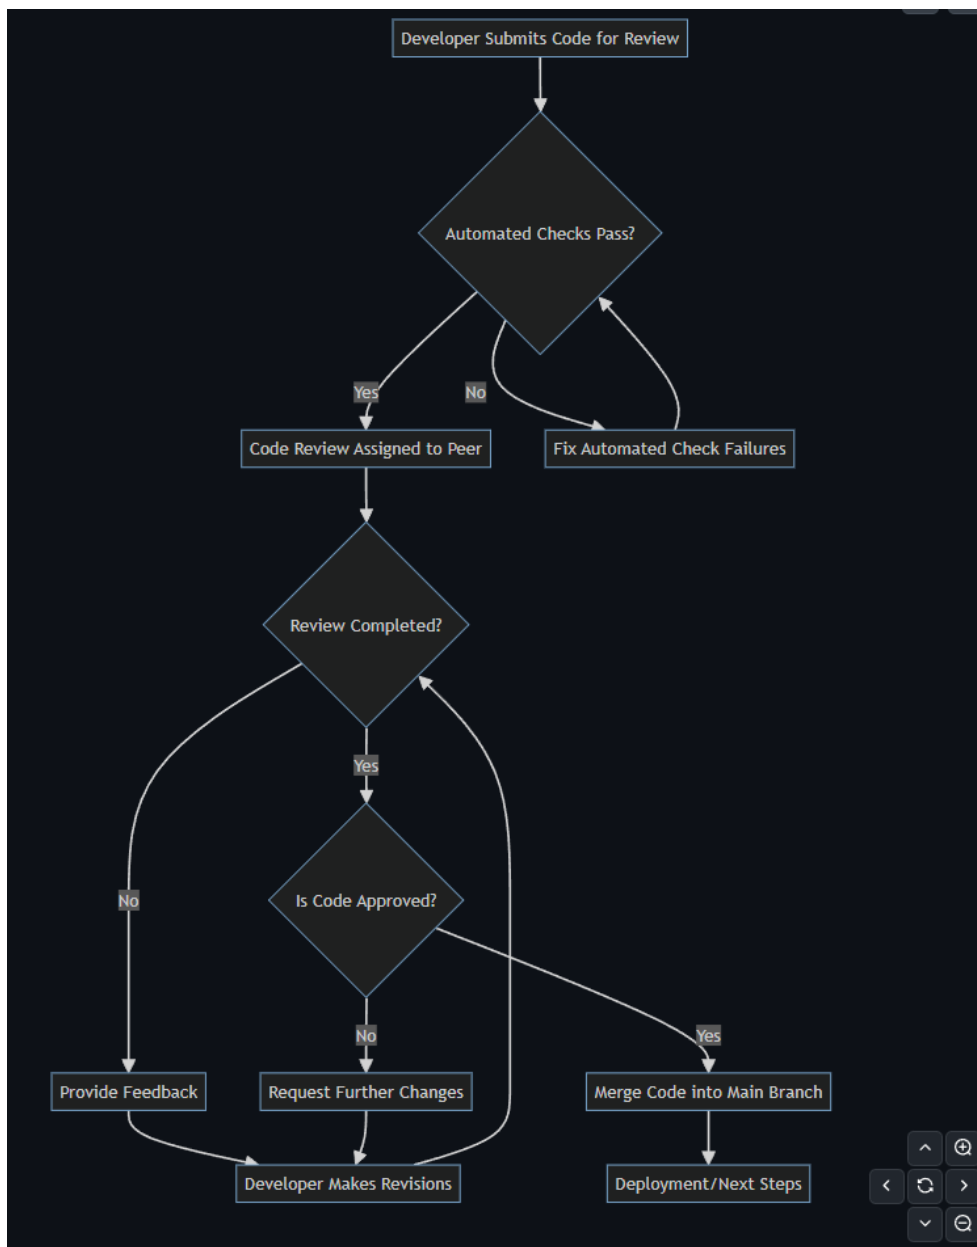 Developer Submits Code for Review
Automated Checks Pass?
Yes
No
Code Review Assigned to Peer
Fix Automated Check Failures
Review Completed?
Yes
Is Code Approved?
No
No
Yes
Provide Feedback
Request Further Changes
Merge Code into Main Branch
Developer Makes Revisions
Deployment/Next Steps